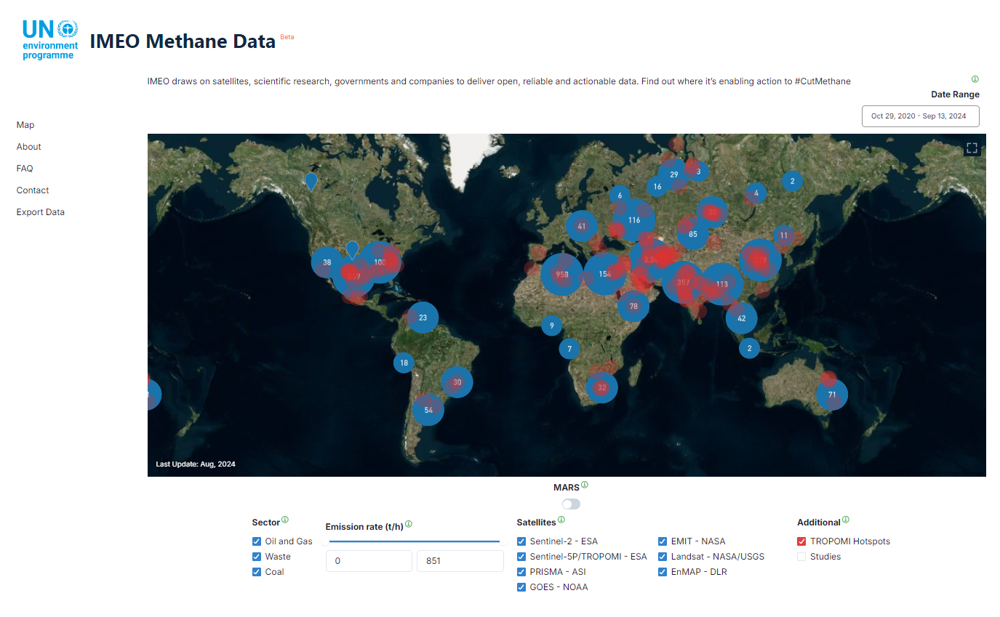 UN
environment
programme
IMEO Methane Data Beta
IMEO draws on satellites, scientific research, governments and companies to deliver open, reliable and actionable data. Find out where it's enabling action to #CutMethane
Date Range
Oct 29, 2020 - Sep 13, 2024
Map
About
FAQ
Contact
Export Data
29
3
2
16
6
4
116
41
85
11
38
100
958
154
357
113
78
23
42
9
7
2
18
30
32
71
54
Last Update: Aug, 2024
MARS
Sector
Oil and Gas
Waste
Coal
Emission rate (t/h)
0
851
Satellites
Sentinel-2 - ESA
Sentinel-5P/TROPOMI - ESA
PRISMA - ASI
GOES - NOAA
EMIT - NASA
Landsat - NASA/USGS
EnMAP - DLR
Additional
TROPOMI Hotspots
Studies